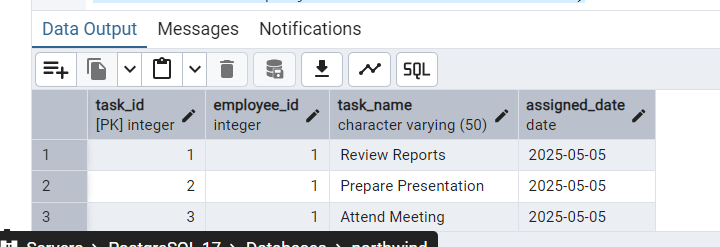 Data Output Messages Notifications
SQL
task_id employee_id task_name assigned_date
[PK] integer integer character varying (50) date
1 1 1 Review Reports 2025-05-05
2 2 1 Prepare Presentation 2025-05-05
3 3 1 Attend Meeting 2025-05-05
Servers > PostgreSQL 17 > Databases > northwind